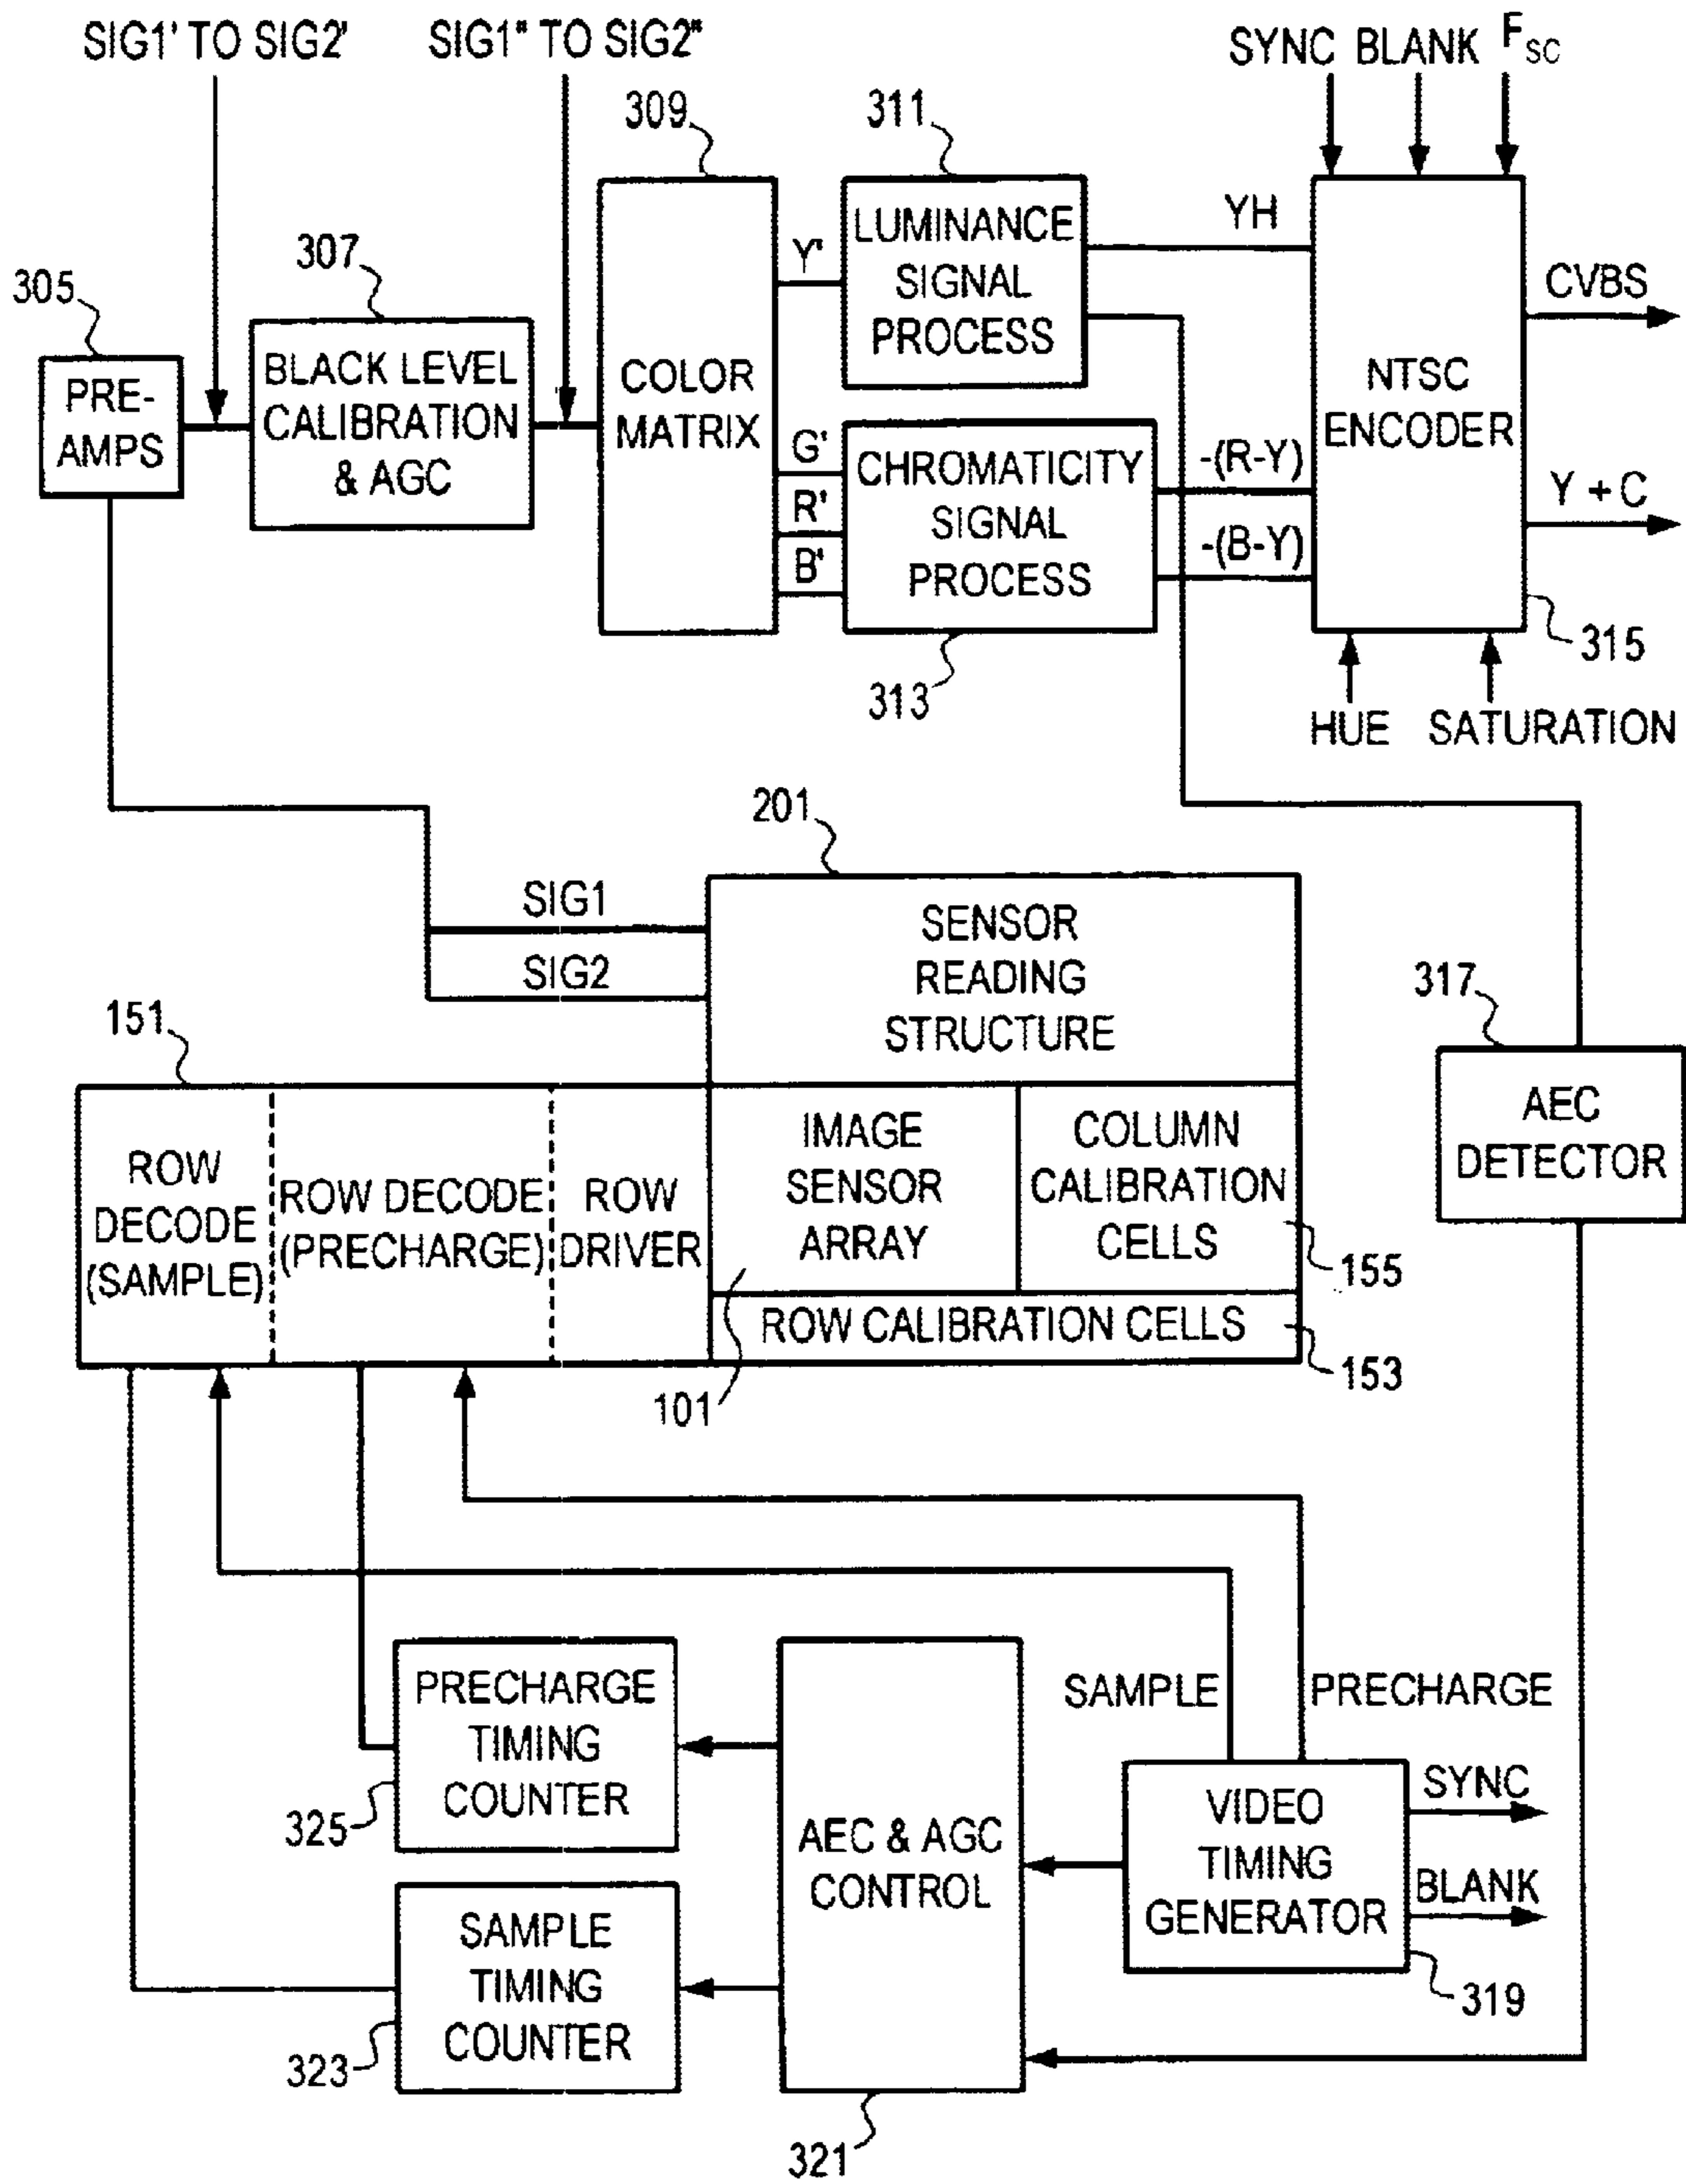 SIG1' TO SIG2'
SIG1" TO SIG2"
SYNC BLANK FSC
309
311
307
305
PRE-
AMPS
BLACK LEVEL
CALIBRATION
& AGC
COLOR
MATRIX
Y'
G'
R'
B'
LUMINANCE
SIGNAL
PROCESS
CHROMATICITY
SIGNAL
PROCESS
313
YH
-(R-Y)
-(B-Y)
NTSC
ENCODER
CVBS
Y + C
315
HUE
SATURATION
201
SIG1
SIG2
SENSOR
READING
STRUCTURE
317
AEC
DETECTOR
151
ROW
DECODE
(SAMPLE)
ROW DECODE
(PRECHARGE)
ROW
DRIVER
IMAGE
SENSOR
ARRAY
COLUMN
CALIBRATION
CELLS
155
ROW CALIBRATION CELLS
153
101
SAMPLE
PRECHARGE
PRECHARGE
TIMING
COUNTER
325
AEC & AGC
CONTROL
VIDEO
TIMING
GENERATOR
SYNC
BLANK
319
SAMPLE
TIMING
COUNTER
323
321